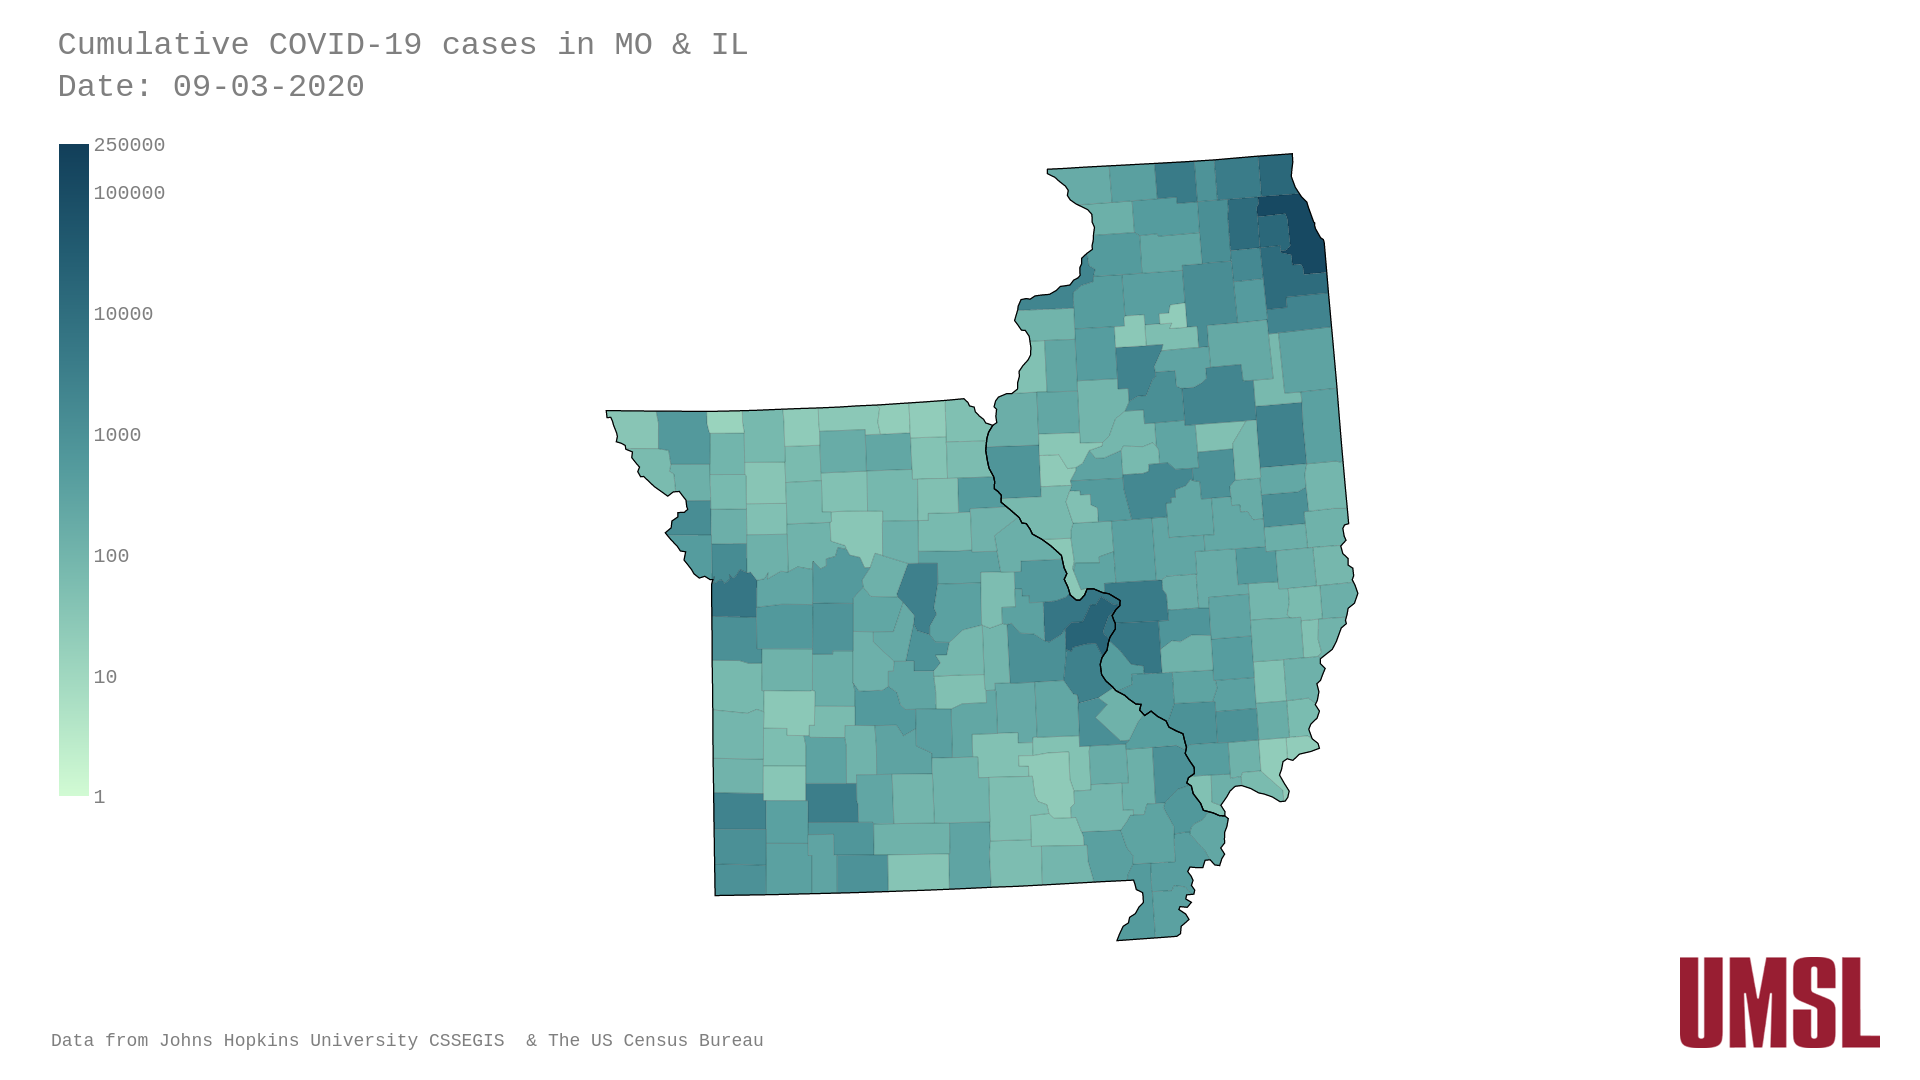 Cumulative COVID-19 cases in MO & IL
Date: 09-03-2020
250000
100000
10000
1000
100
10
1
Data from Johns Hopkins University CSSEGIS  & The US Census Bureau
UMSL